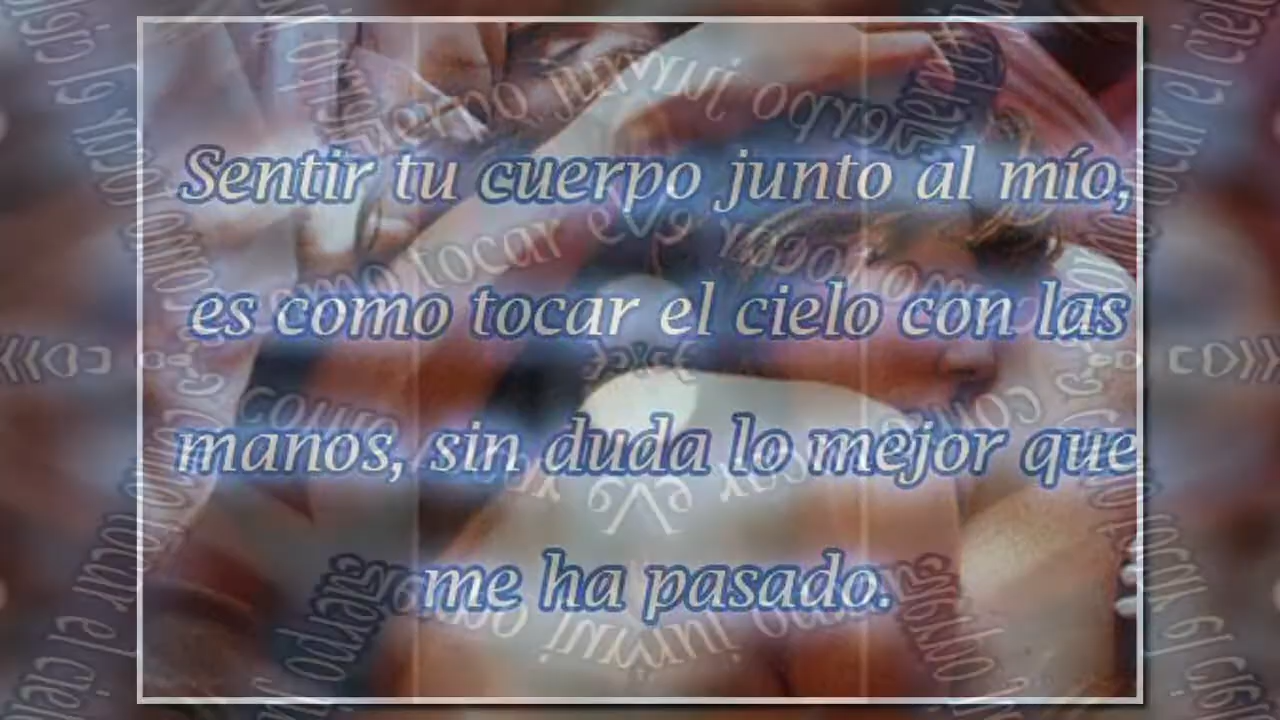 Sentir tu cuerpo junto al mío,
es como tocar el cielo con las
manos, sin duda lo mejor que
me ha pasado.